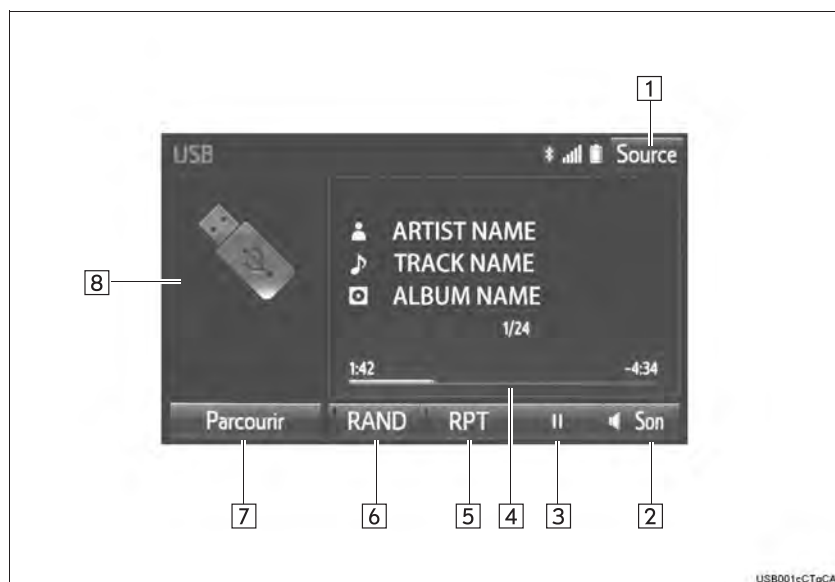 1
USB
Source
ARTIST NAME
TRACK NAME
8
ALBUM NAME
1/24
1:42
-4:34
Parcourir
RAND
RPT
Son
7
6
5
4
3
2
USB001cCTqCA